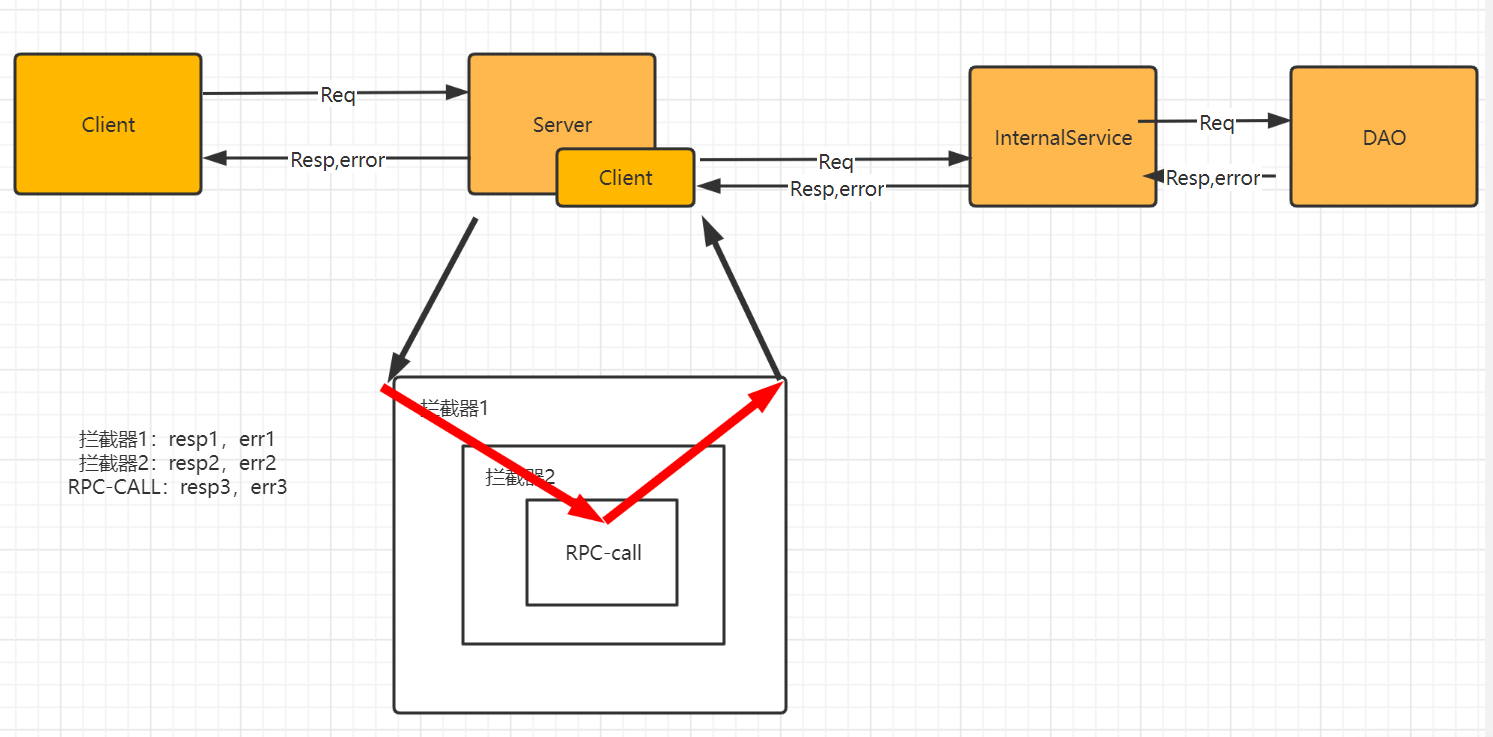 Client
Req
Resp,error
Server
Client
Req
Resp,error
InternalService
Req
Resp,error
DAO
拦截器1
拦截器2
RPC-call
拦截器1：resp1，err1
拦截器2：resp2，err2
RPC-CALL：resp3，err3